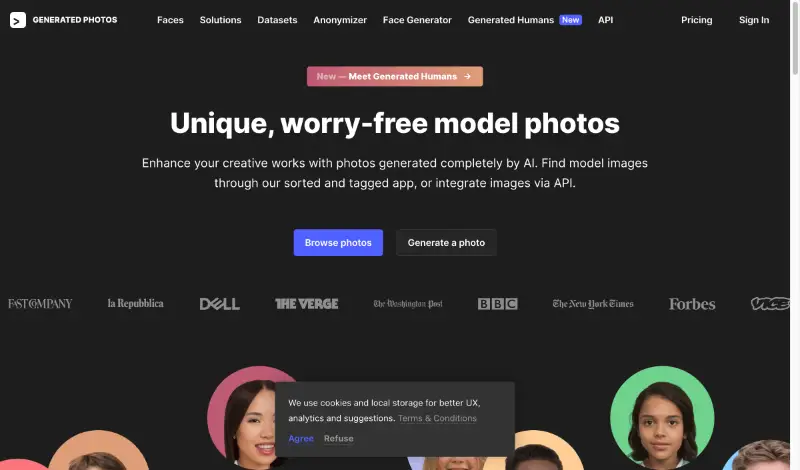 GENERATED PHOTOS
Faces Solutions Datasets Anonymizer Face Generator Generated Humans New API Pricing Sign In
New — Meet Generated Humans →
Unique, worry-free model photos
Enhance your creative works with photos generated completely by AI. Find model images
through our sorted and tagged app, or integrate images via API.
Browse photos Generate a photo
FAST COMPANY la Repubblica DELL THE VERGE The Washington Post BBC The New York Times Forbes VICE
We use cookies and local storage for better UX,
analytics and suggestions. Terms & Conditions
Agree Refuse